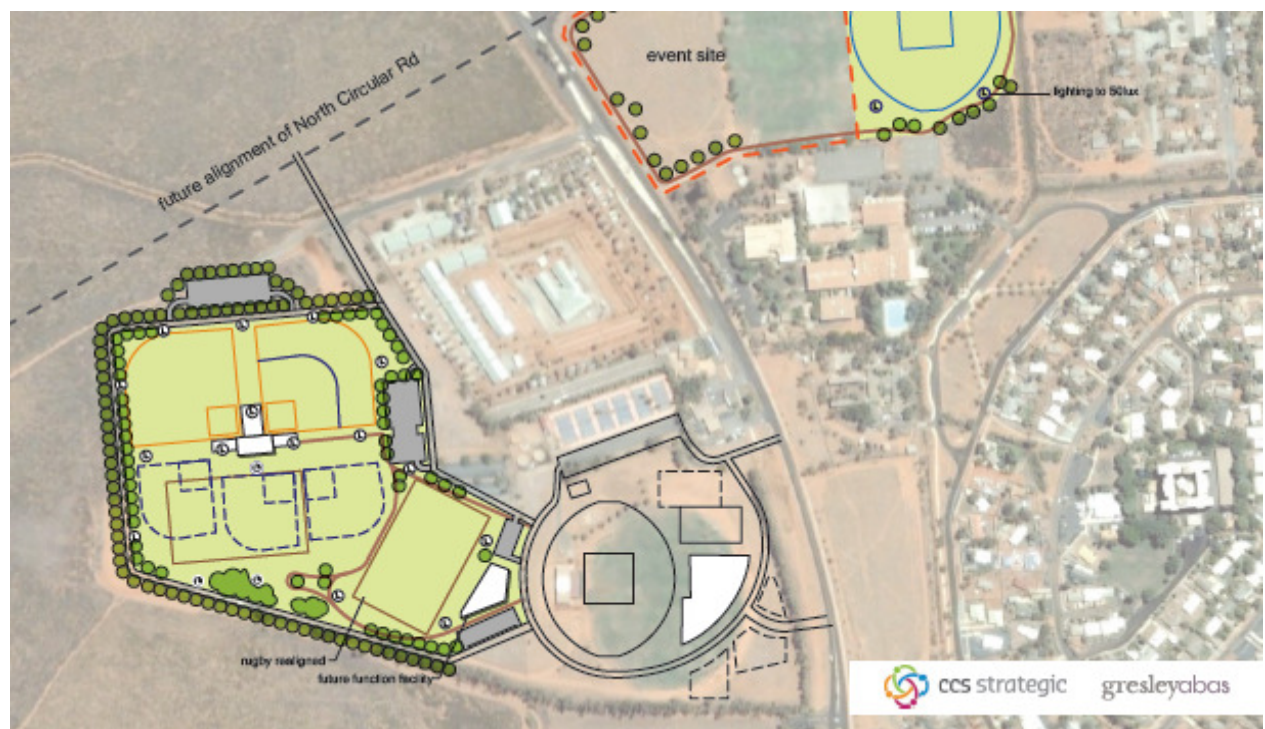 event site
lighting to 50lux
future alignment of North Circular Rd
rugby realigned
future function facility
ccs strategic
gresleyabas